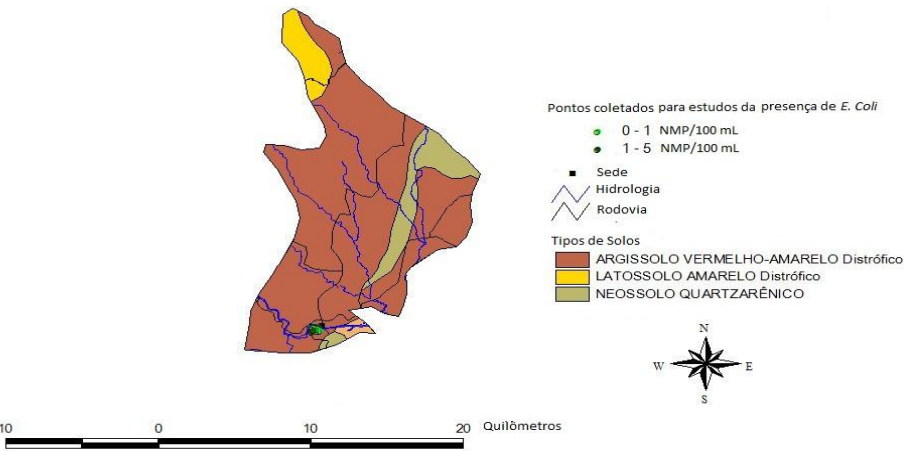 Pontos coletados para estudos da presença de E. Coli
0 - 1 NMP/100 mL
1 - 5 NMP/100 mL
Sede
Hidrologia
Rodovia
Tipos de Solos
ARGISSOLO VERMELHO-AMARELO Distrófico
LATOSSOLO AMARELO Distrófico
NEOSSOLO QUARTZARÊNICO
N
W E
S
10 0 10 20 Quilômetros